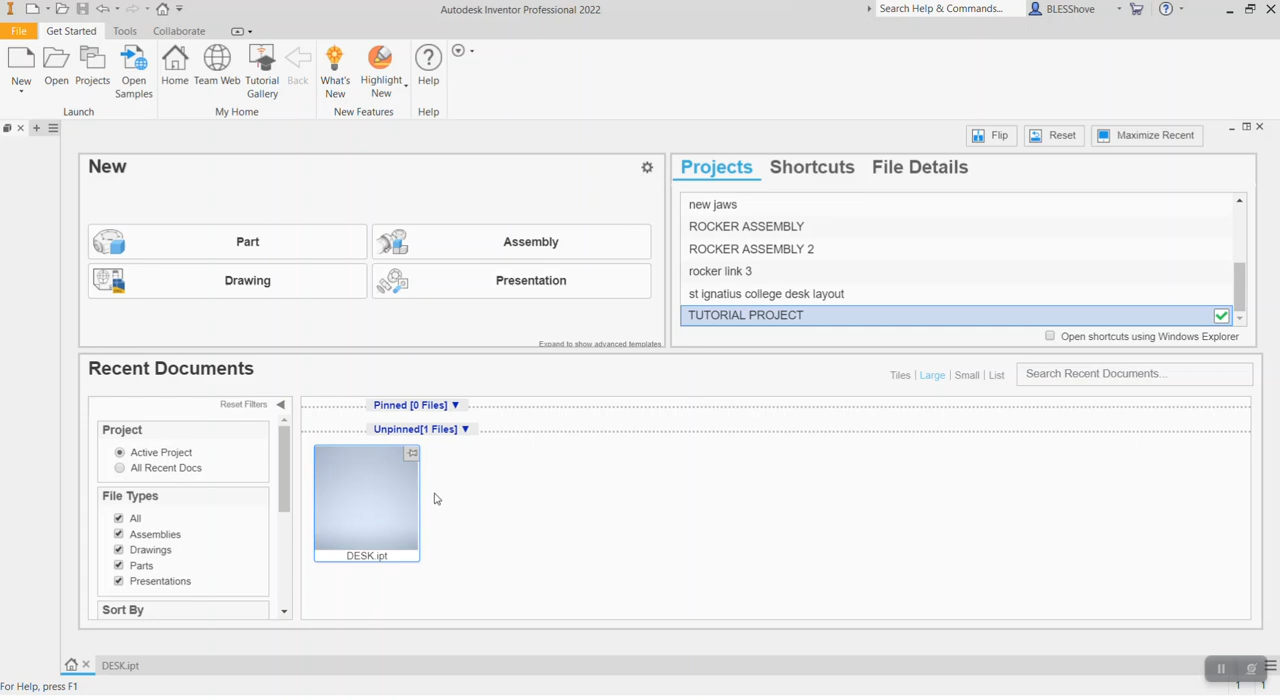 Autodesk Inventor Professional 2022
Search Help & Commands...
BLESShove
File
Get Started
Tools
Collaborate
New
Open
Projects
Open Samples
Home
Team Web
Tutorial Gallery
Back
What's New
Highlight New
Help
Launch
My Home
New Features
Help
Flip
Reset
Maximize Recent
New
Part
Assembly
Drawing
Presentation
Expand to show advanced templates
Projects
Shortcuts
File Details
new jaws
ROCKER ASSEMBLY
ROCKER ASSEMBLY 2
rocker link 3
st ignatius college desk layout
TUTORIAL PROJECT
Open shortcuts using Windows Explorer
Recent Documents
Tiles | Large | Small | List
Search Recent Documents...
Reset Filters
Project
Active Project
All Recent Docs
File Types
All
Assemblies
Drawings
Parts
Presentations
Sort By
Pinned [0 Files]
Unpinned[1 Files]
DESK.ipt
DESK.ipt
For Help, press F1
1 1